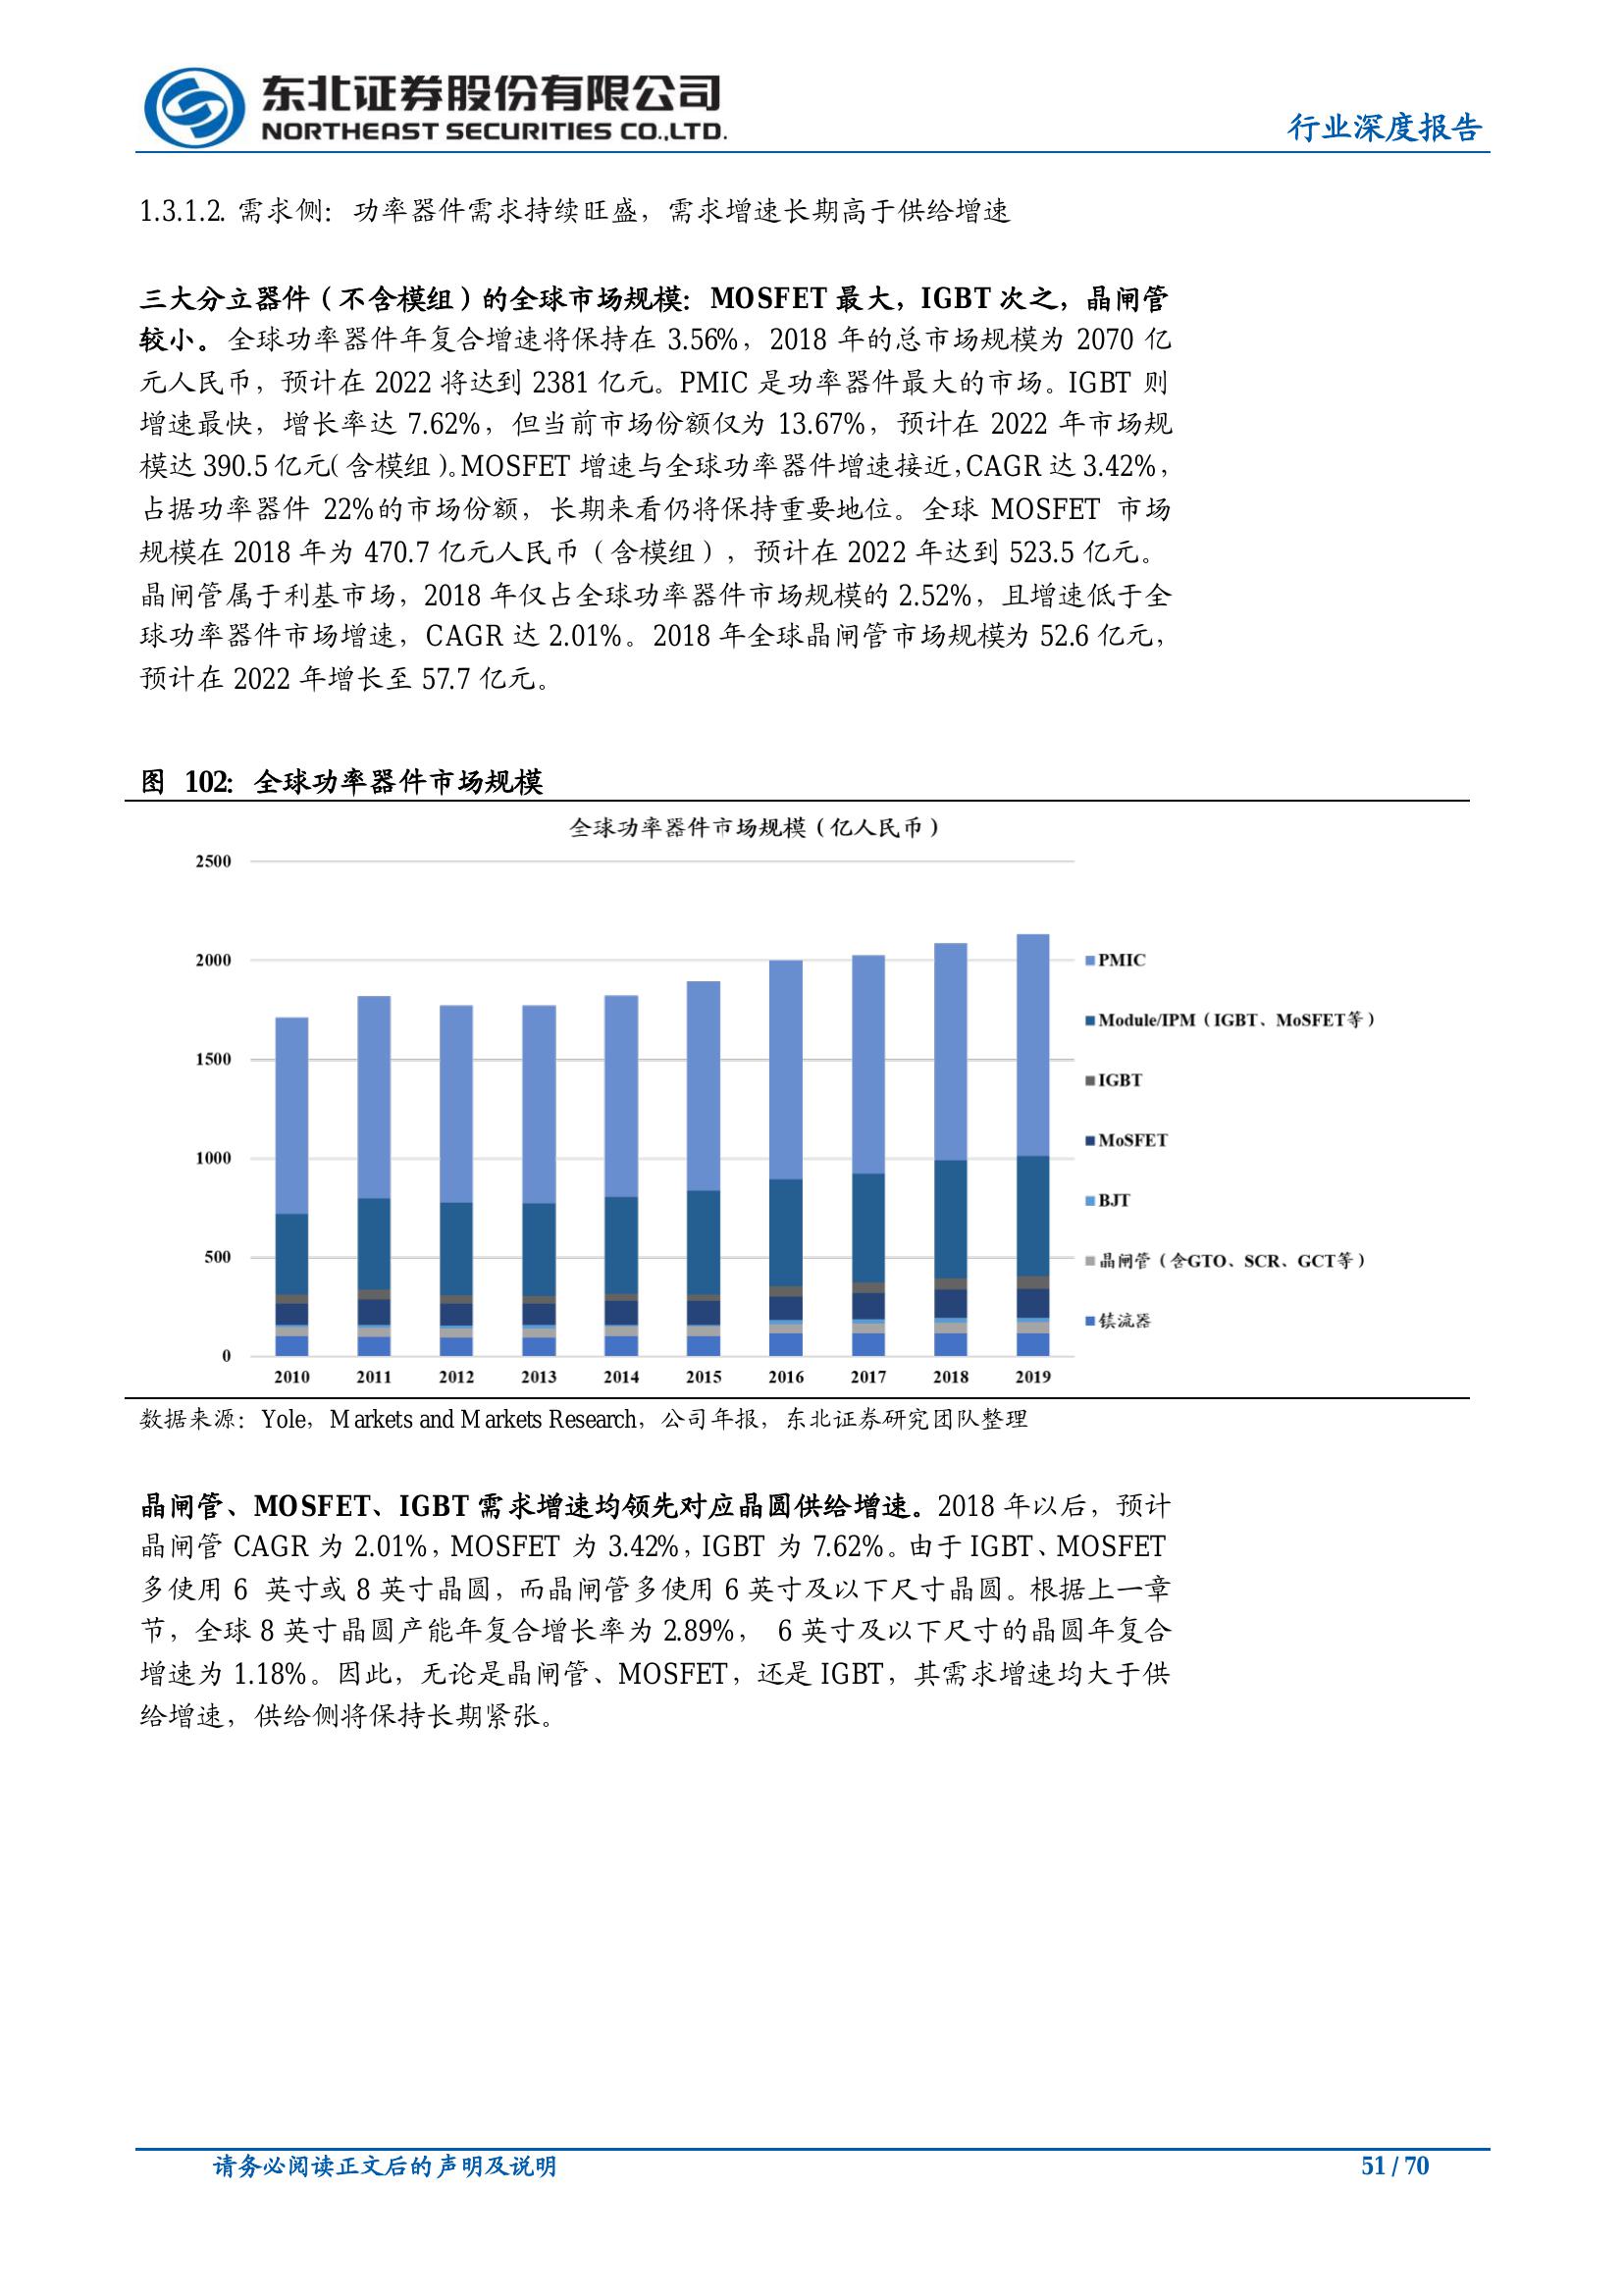 东北证券股份有限公司
NORTHEAST SECURITIES CO.,LTD.
行业深度报告
1.3.1.2. 需求侧：功率器件需求持续旺盛，需求增速长期高于供给增速
三大分立器件（不含模组）的全球市场规模：MOSFET 最大，IGBT 次之，晶闸管
较小。全球功率器件年复合增速将保持在 3.56%，2018 年的总市场规模为 2070 亿
元人民币，预计在 2022 将达到 2381 亿元。PMIC 是功率器件最大的市场。IGBT 则
增速最快，增长率达 7.62%，但当前市场份额仅为 13.67%，预计在 2022 年市场规
模达 390.5 亿元（含模组）。MOSFET 增速与全球功率器件增速接近，CAGR 达 3.42%，
占据功率器件 22%的市场份额，长期来看仍将保持重要地位。全球 MOSFET 市场
规模在 2018 年为 470.7 亿元人民币（含模组），预计在 2022 年达到 523.5 亿元。
晶闸管属于利基市场，2018 年仅占全球功率器件市场规模的 2.52%，且增速低于全
球功率器件市场增速，CAGR 达 2.01%。2018 年全球晶闸管市场规模为 52.6 亿元，
预计在 2022 年增长至 57.7 亿元。
图 102：全球功率器件市场规模
全球功率器件市场规模（亿人民币）
2500
2000
1500
1000
500
0
2010 2011 2012 2013 2014 2015 2016 2017 2018 2019
PMIC
Module/IPM（IGBT、MoSFET等）
IGBT
MoSFET
BJT
晶闸管（含GTO、SCR、GCT等）
镇流器
数据来源：Yole，Markets and Markets Research，公司年报，东北证券研究团队整理
晶闸管、MOSFET、IGBT 需求增速均领先对应晶圆供给增速。2018 年以后，预计
晶闸管 CAGR 为 2.01%，MOSFET 为 3.42%，IGBT 为 7.62%。由于 IGBT、MOSFET
多使用 6 英寸或 8 英寸晶圆，而晶闸管多使用 6 英寸及以下尺寸晶圆。根据上一章
节，全球 8 英寸晶圆产能年复合增长率为 2.89%， 6 英寸及以下尺寸的晶圆年复合
增速为 1.18%。因此，无论是晶闸管、MOSFET，还是 IGBT，其需求增速均大于供
给增速，供给侧将保持长期紧张。
请务必阅读正文后的声明及说明
51 / 70